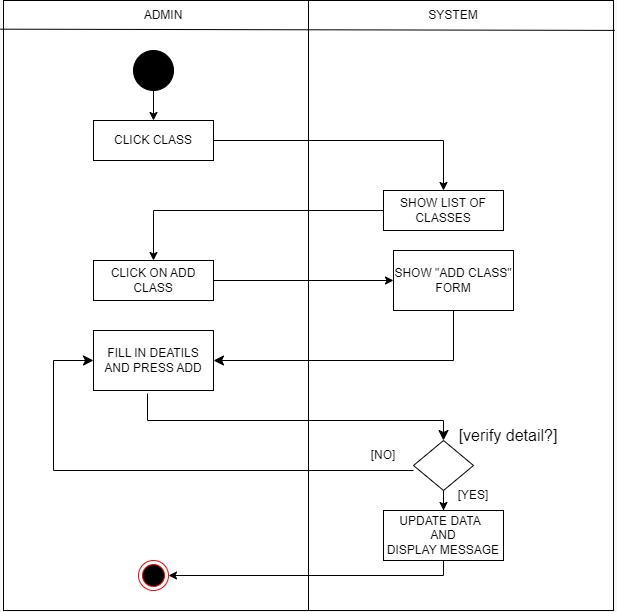 ADMIN
SYSTEM
CLICK CLASS
SHOW LIST OF
CLASSES
CLICK ON ADD
CLASS
SHOW "ADD CLASS"
FORM
FILL IN DEATILS
AND PRESS ADD
[verify detail?]
[NO]
[YES]
UPDATE DATA
AND
DISPLAY MESSAGE